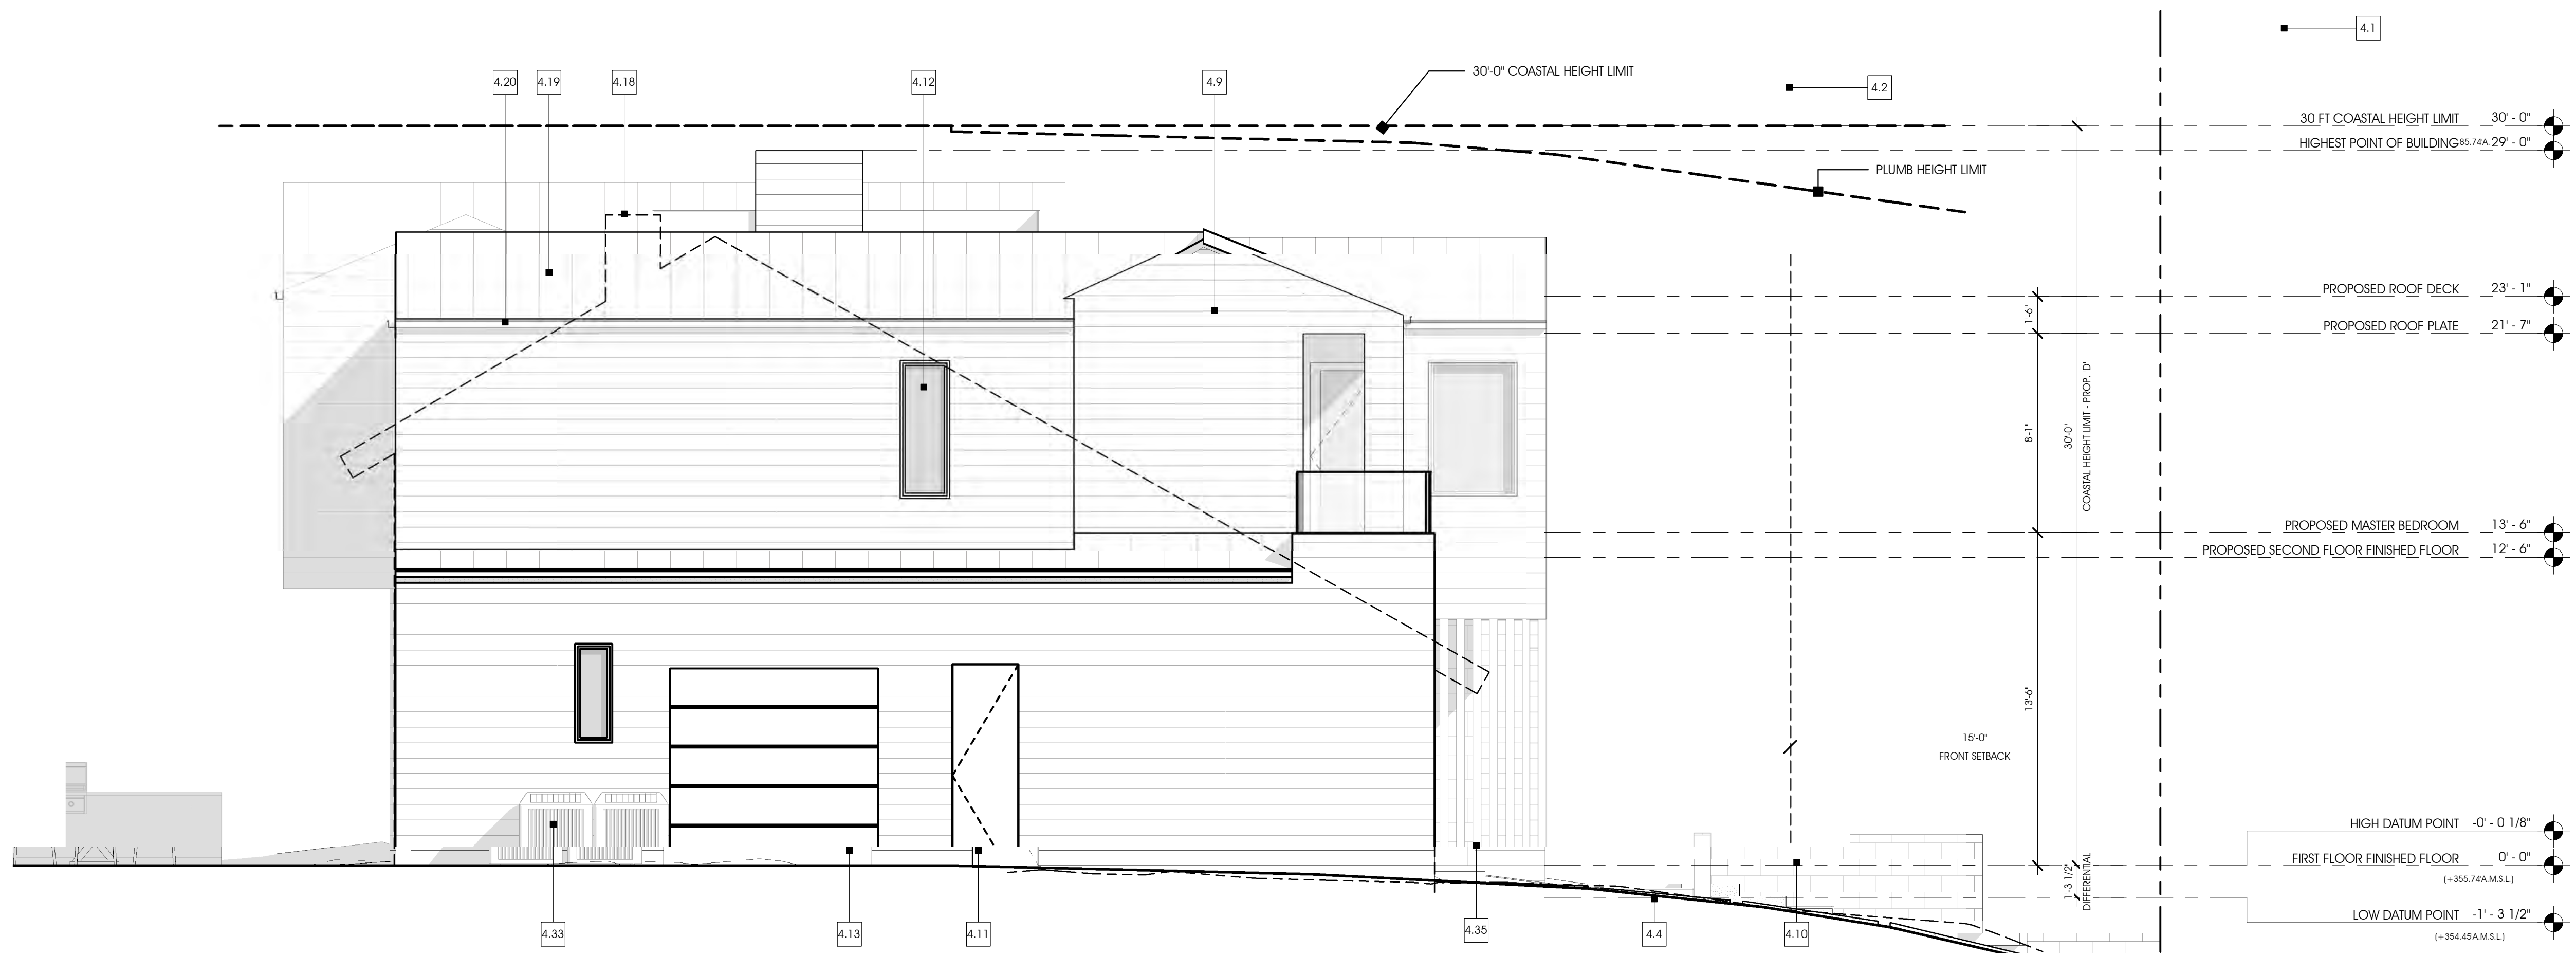 4.1
30'-0" COASTAL HEIGHT LIMIT
4.20
4.19
4.18
4.12
4.9
4.2
30 FT COASTAL HEIGHT LIMIT 30' - 0"
HIGHEST POINT OF BUILDING 85.74'A. 29' - 0"
PLUMB HEIGHT LIMIT
PROPOSED ROOF DECK 23' - 1"
1'-6"
PROPOSED ROOF PLATE 21' - 7"
8'-1"
30'-0"
COASTAL HEIGHT LIMIT - PROP. 'D'
PROPOSED MASTER BEDROOM 13' - 6"
PROPOSED SECOND FLOOR FINISHED FLOOR 12' - 6"
13'-6"
15'-0"
FRONT SETBACK
HIGH DATUM POINT -0' - 0 1/8"
FIRST FLOOR FINISHED FLOOR 0' - 0"
(+355.74'A.M.S.L.)
1'-3 1/2"
DIFFERENTIAL
LOW DATUM POINT -1' - 3 1/2"
(+354.45'A.M.S.L.)
4.33
4.13
4.11
4.35
4.4
4.10